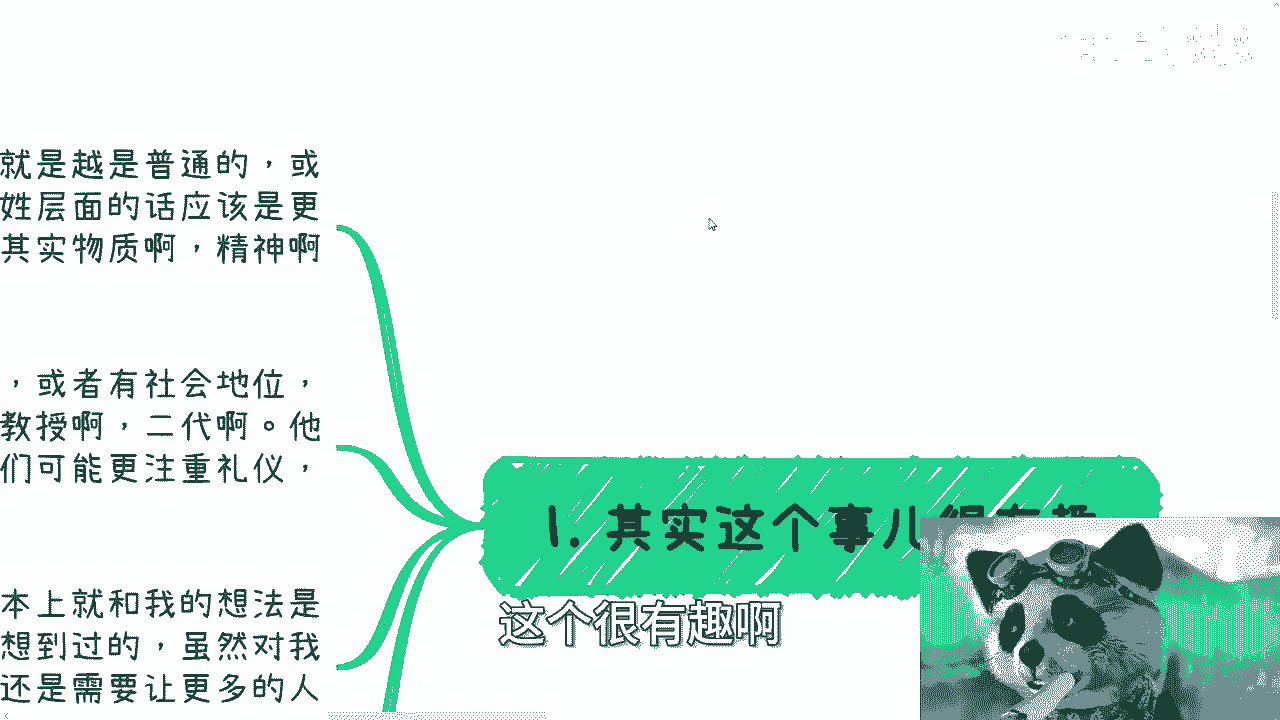 就是越是普通的，或
姓层面的话应该是更
其实物质啊，精神啊
，或者有社会地位，
教授啊，二代啊。他
们可能更注重礼仪，
1. 其实这个事儿很有趣
本上就和我的想法是
想到过的，虽然对我
还是需要让更多的人
这个很有趣啊